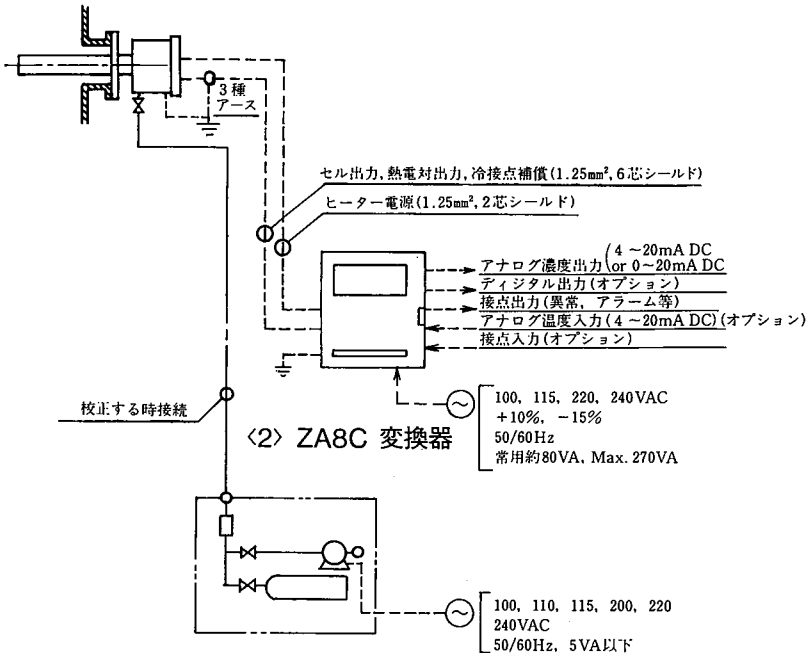 3種
アース
セル出力, 熱電対出力, 冷接点補償(1.25mm², 6芯シールド)
ヒーター電源(1.25mm², 2芯シールド)
アナログ濃度出力(4～20mA DC
or 0～20mA DC
ディジタル出力(オプション)
接点出力(異常, アラーム等)
アナログ温度入力(4～20mA DC)(オプション)
接点入力(オプション)
校正する時接続
〈2〉 ZA8C 変換器
100, 115, 220, 240VAC
+10%, −15%
50/60Hz
常用約80VA, Max. 270VA
100, 110, 115, 200, 220
240VAC
50/60Hz, 5VA以下